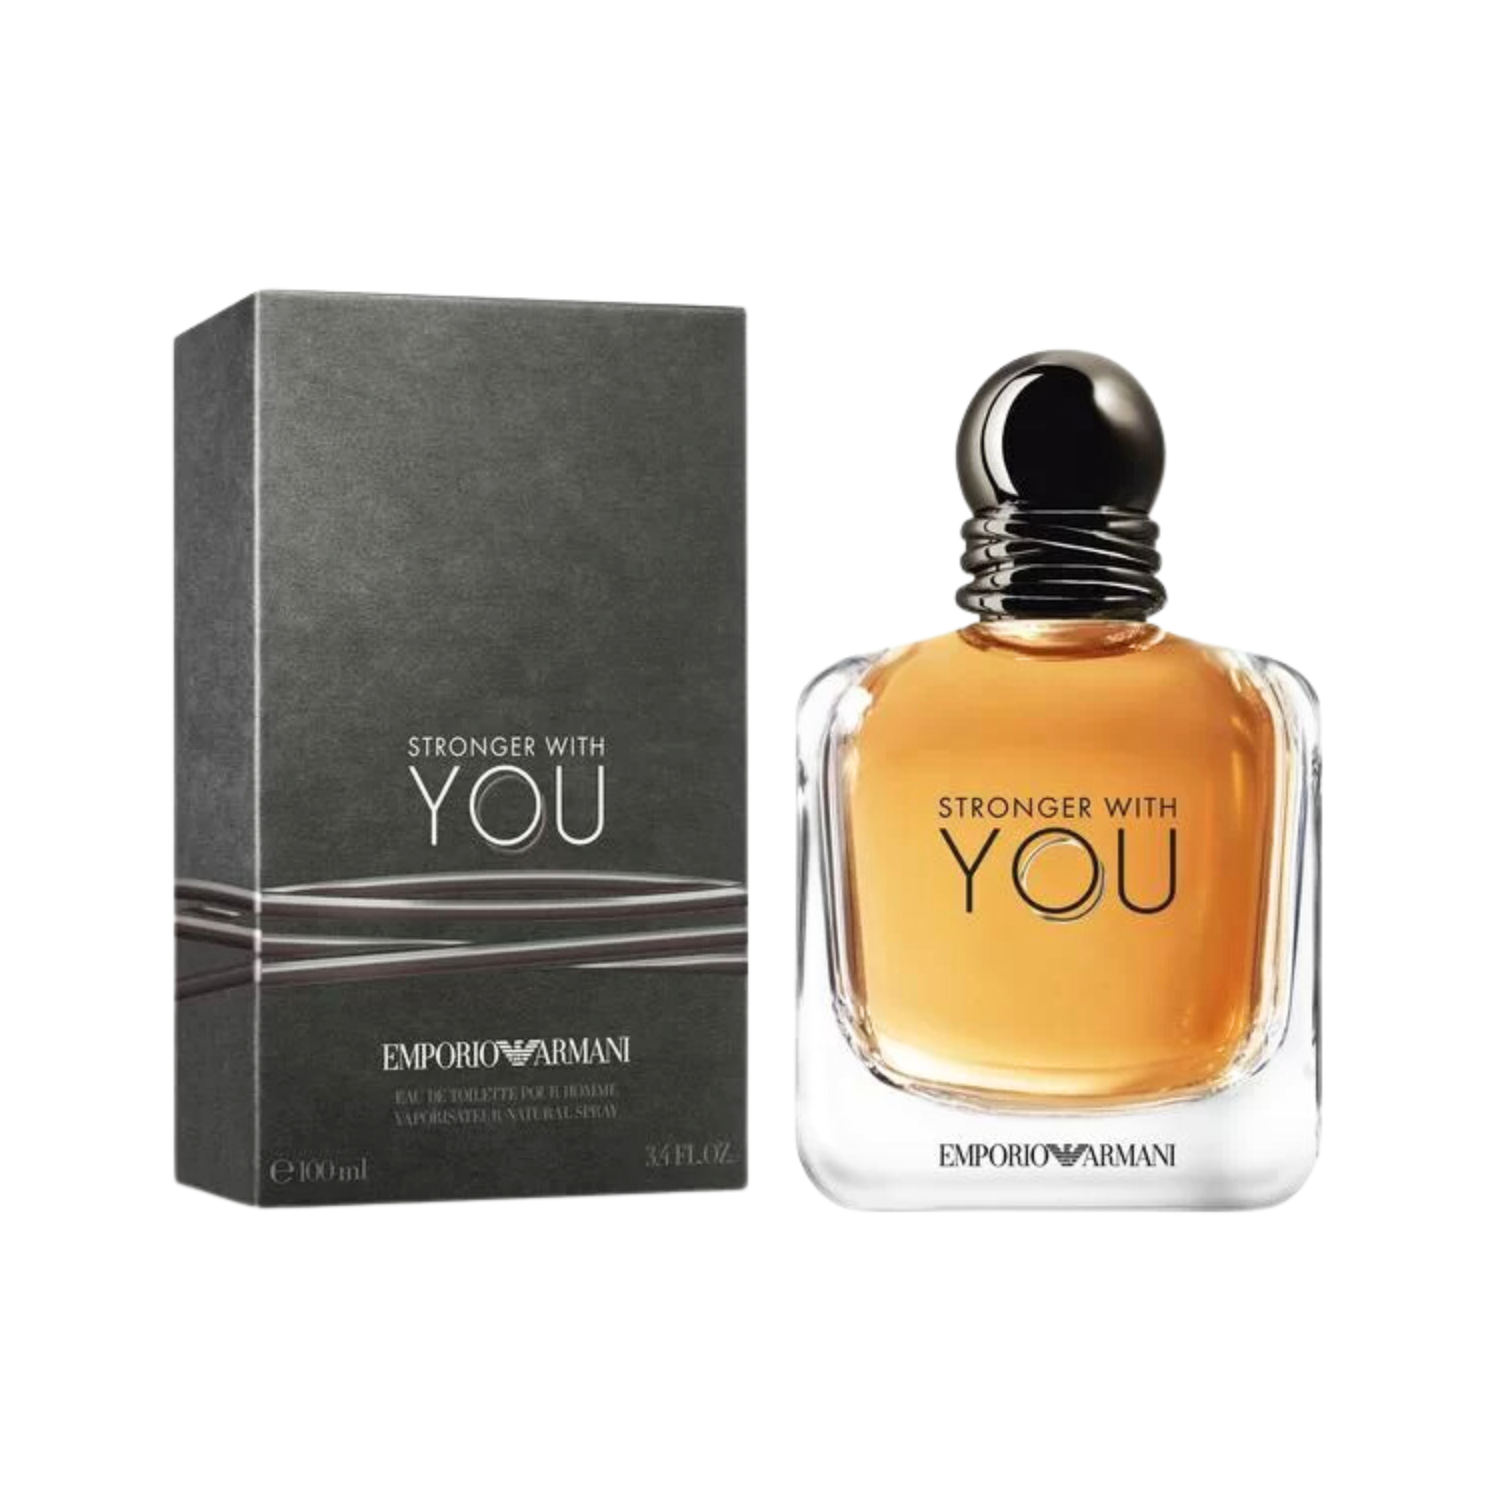 STRONGER WITH
YOU
EMPORIO ARMANI
EAU DE TOILETTE POUR HOMME
VAPORISATEUR NATURAL SPRAY
℮ 100 ml
3.4 FL.OZ.
STRONGER WITH
YOU
EMPORIO ARMANI